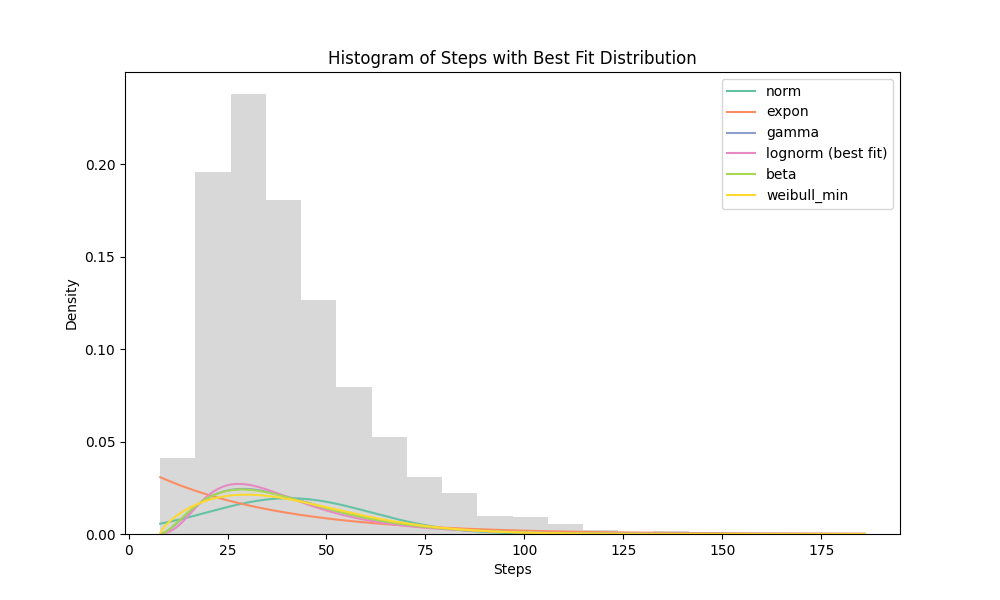 Histogram of Steps with Best Fit Distribution
norm
expon
gamma
lognorm (best fit)
beta
weibull_min
Density
0.20
0.15
0.10
0.05
0.00
0 25 50 75 100 125 150 175
Steps